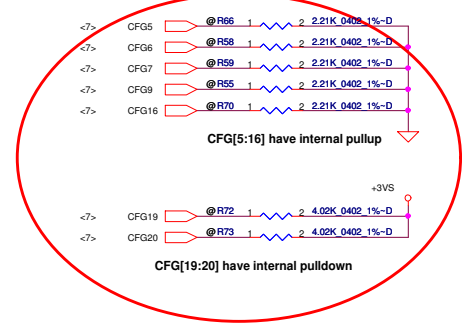 <7> CFG5 @R66 1 2 2.21K_0402_1%~D
<7> CFG6 @R58 1 2 2.21K_0402_1%~D
<7> CFG7 @R59 1 2 2.21K_0402_1%~D
<7> CFG9 @R55 1 2 2.21K_0402_1%~D
<7> CFG16 @R70 1 2 2.21K_0402_1%~D
CFG[5:16] have internal pullup
+3VS
<7> CFG19 @R72 1 2 4.02K_0402_1%~D
<7> CFG20 @R73 1 2 4.02K_0402_1%~D
CFG[19:20] have internal pulldown